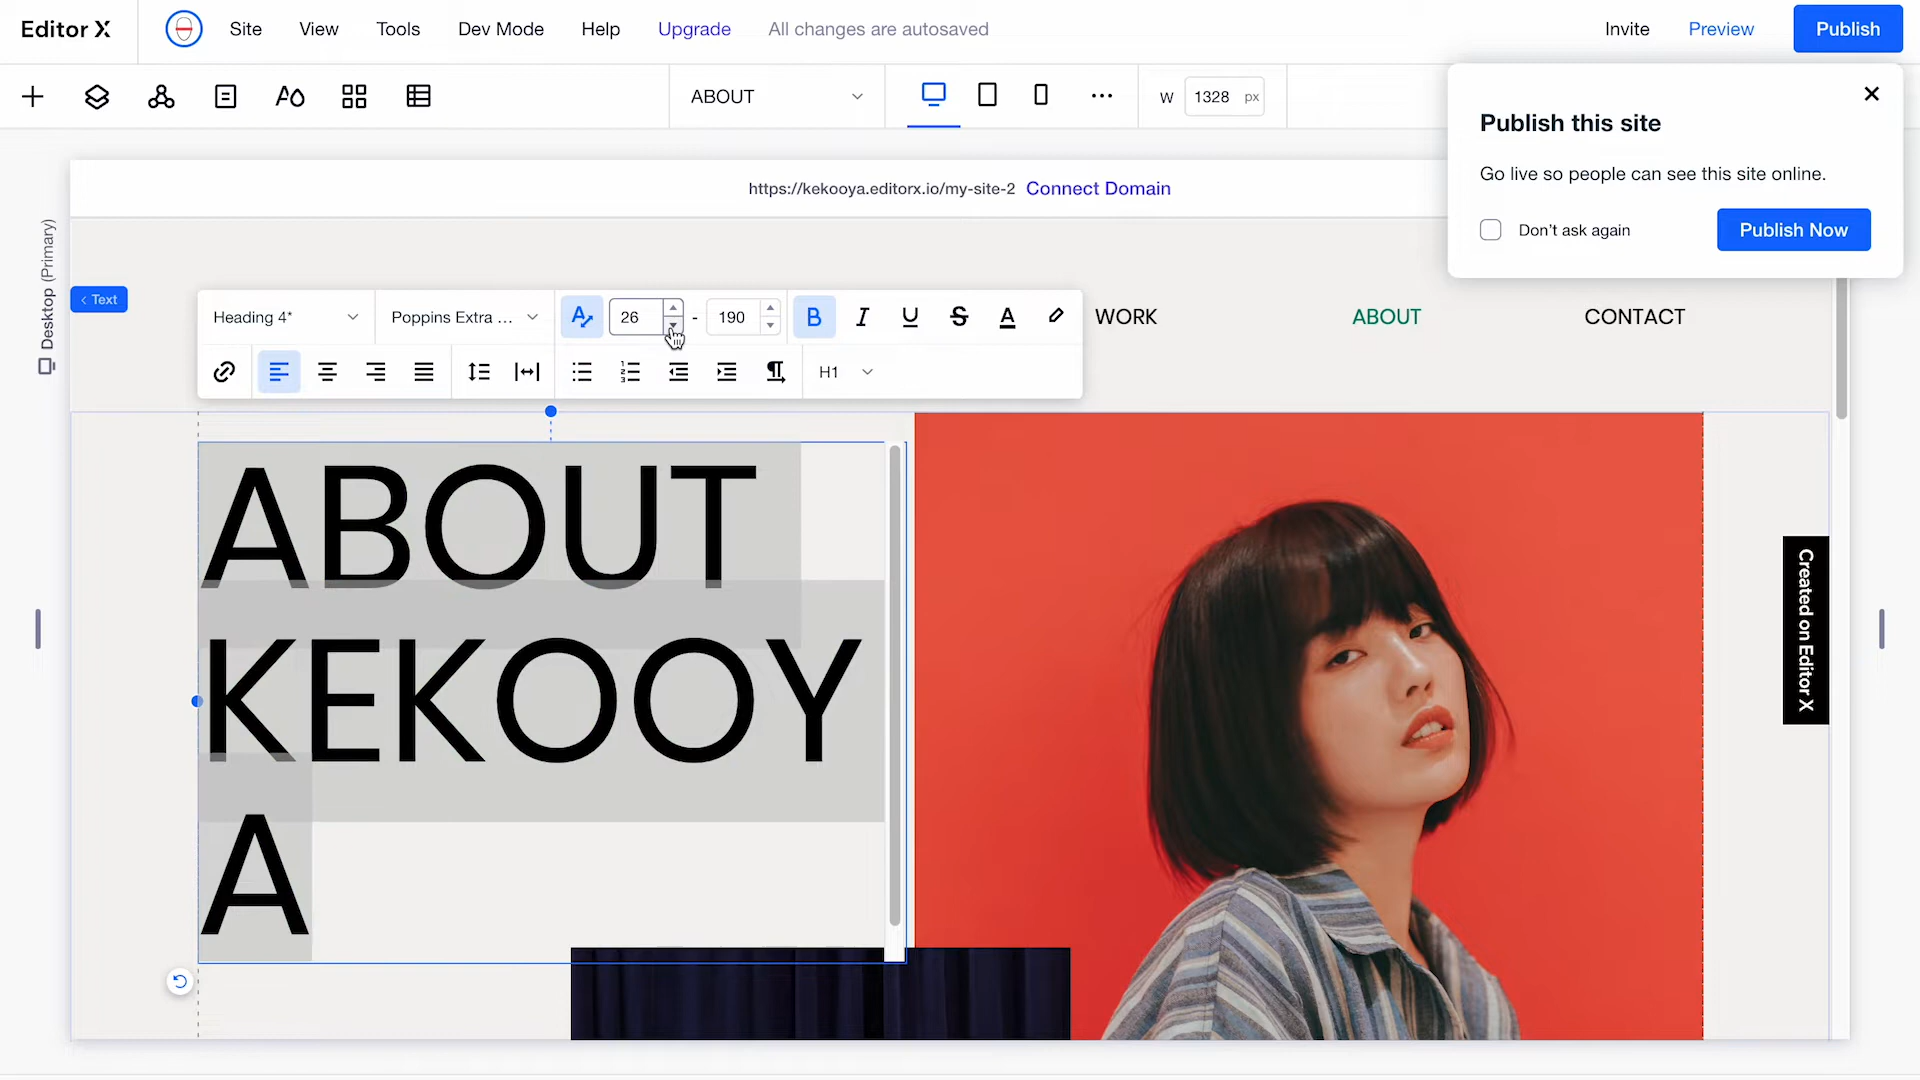 Editor X
Site
View
Tools
Dev Mode
Help
Upgrade
All changes are autosaved
Invite
Preview
Publish
ABOUT
W
1328
px
Publish this site
Go live so people can see this site online.
Don't ask again
Publish Now
https://kekooya.editorx.io/my-site-2 Connect Domain
Desktop (Primary)
< Text
Heading 4*
Poppins Extra ...
26
-
190
B
I
U
S
A
H1
WORK
ABOUT
CONTACT
ABOUT
KEKOOY
A
Created on Editor X